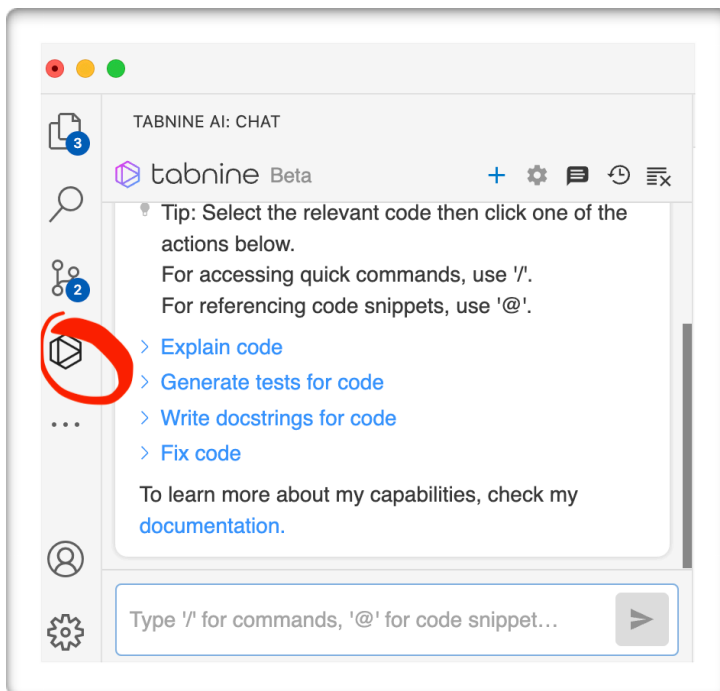 TABNINE AI: CHAT
3
tabnine Beta
Tip: Select the relevant code then click one of the
actions below.
For accessing quick commands, use '/'.
For referencing code snippets, use '@'.
2
> Explain code
> Generate tests for code
> Write docstrings for code
> Fix code
To learn more about my capabilities, check my
documentation.
Type '/' for commands, '@' for code snippet...